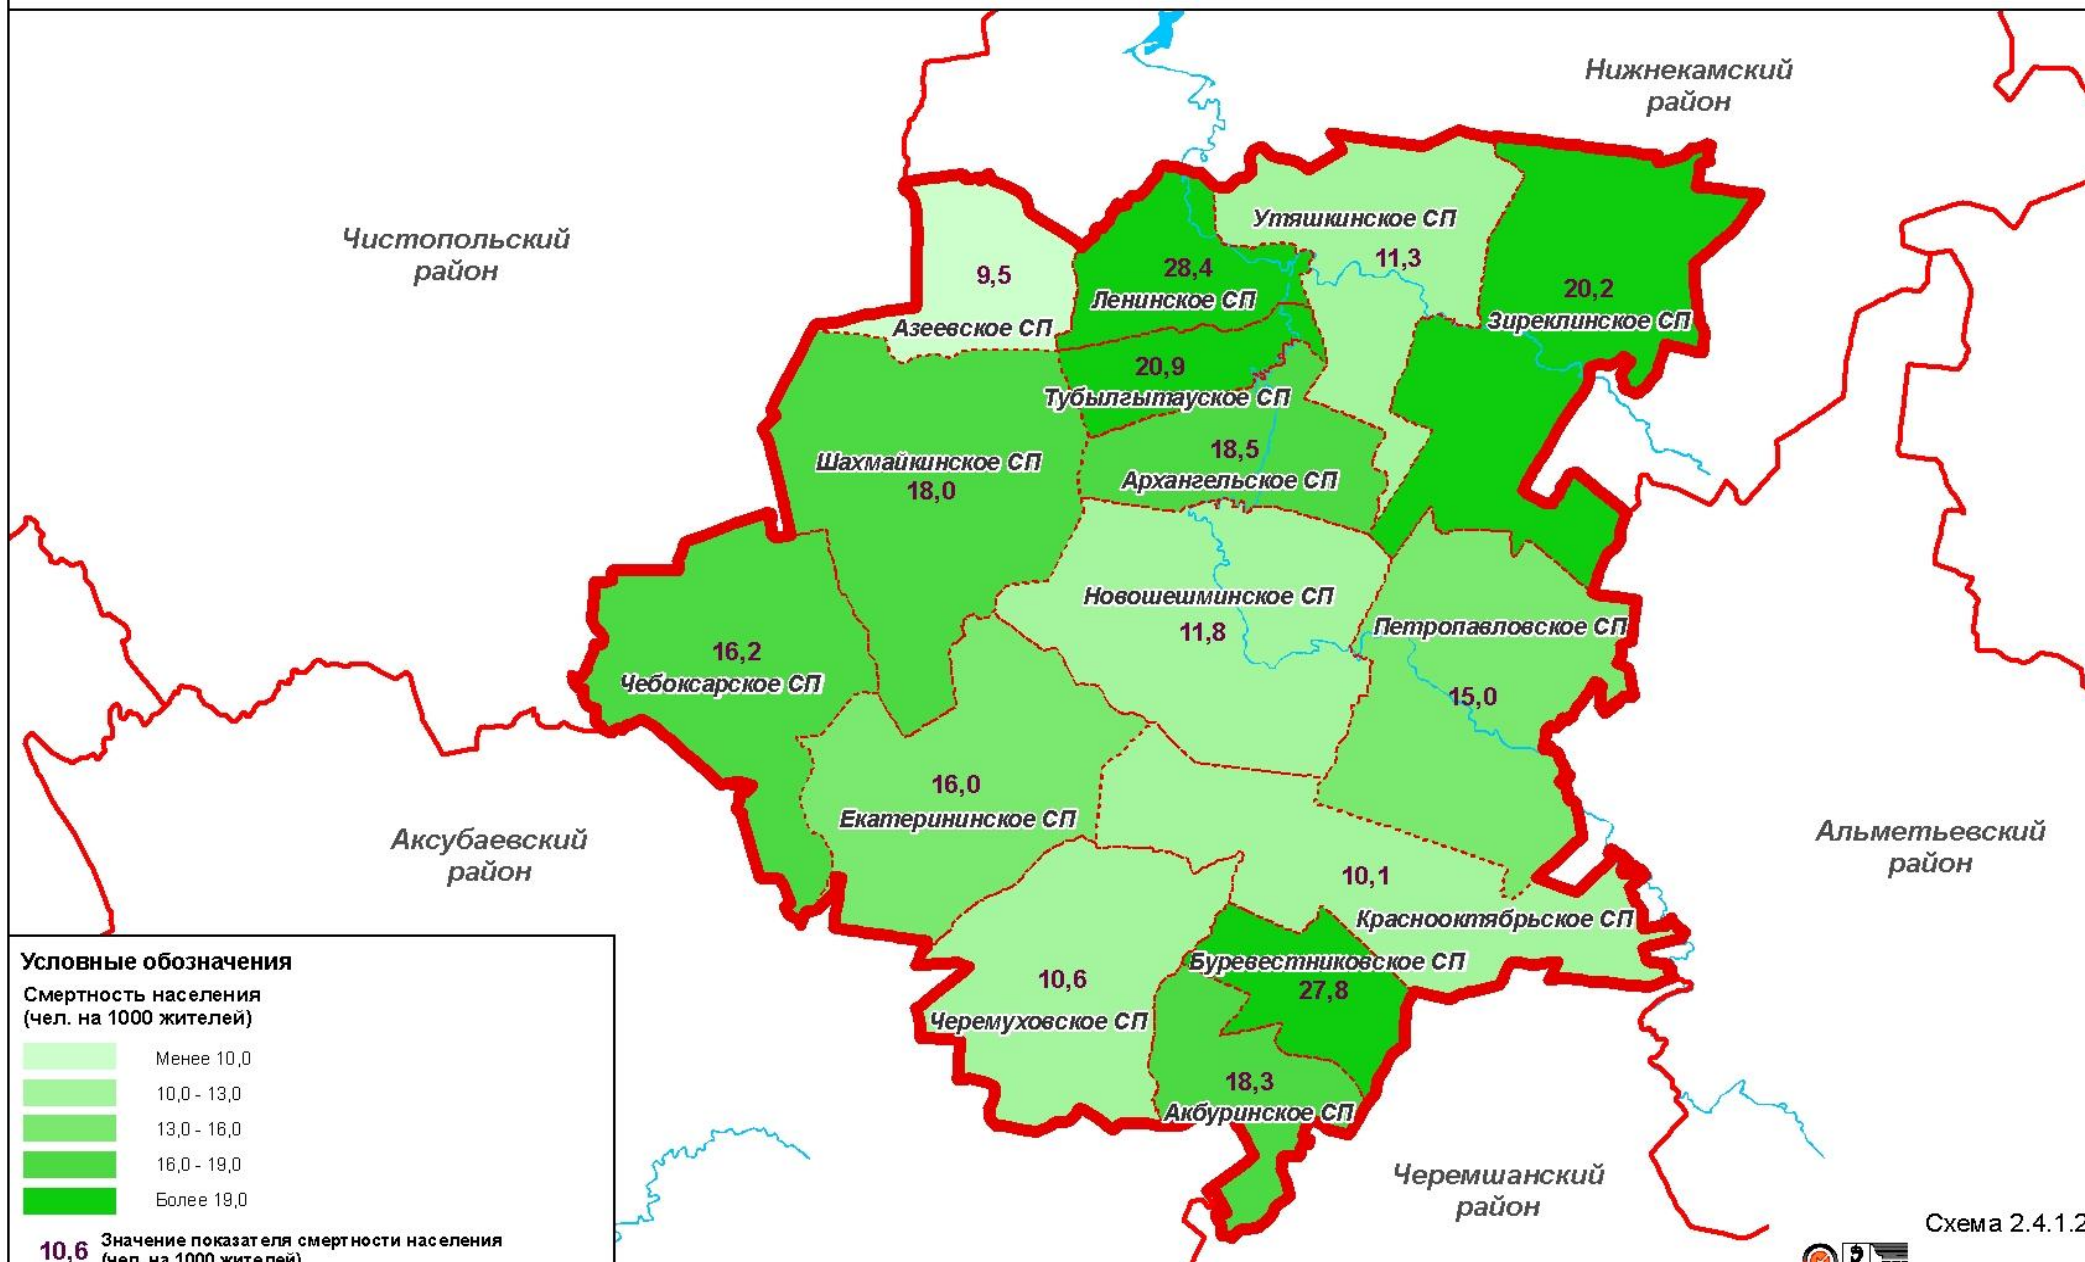 Нижнекамский
район
Чистопольский
район
Утяшкинское СП
11,3
9,5
Азеевское СП
28,4
Ленинское СП
20,2
Зиреклинское СП
20,9
Тубылгытауское СП
18,5
Архангельское СП
Шахмайкинское СП
18,0
Новошешминское СП
11,8
Петропавловское СП
15,0
16,2
Чебоксарское СП
16,0
Екатерининское СП
Аксубаевский
район
Альметьевский
район
10,1
Краснооктябрьское СП
Буревестниковское СП
27,8
10,6
Черемуховское СП
18,3
Акбуринское СП
Черемшанский
район
Условные обозначения
Смертность населения
(чел. на 1000 жителей)
Менее 10,0
10,0 - 13,0
13,0 - 16,0
16,0 - 19,0
Более 19,0
10,6 Значение показателя смертности населения
(чел. на 1000 жителей)
Схема 2.4.1.2